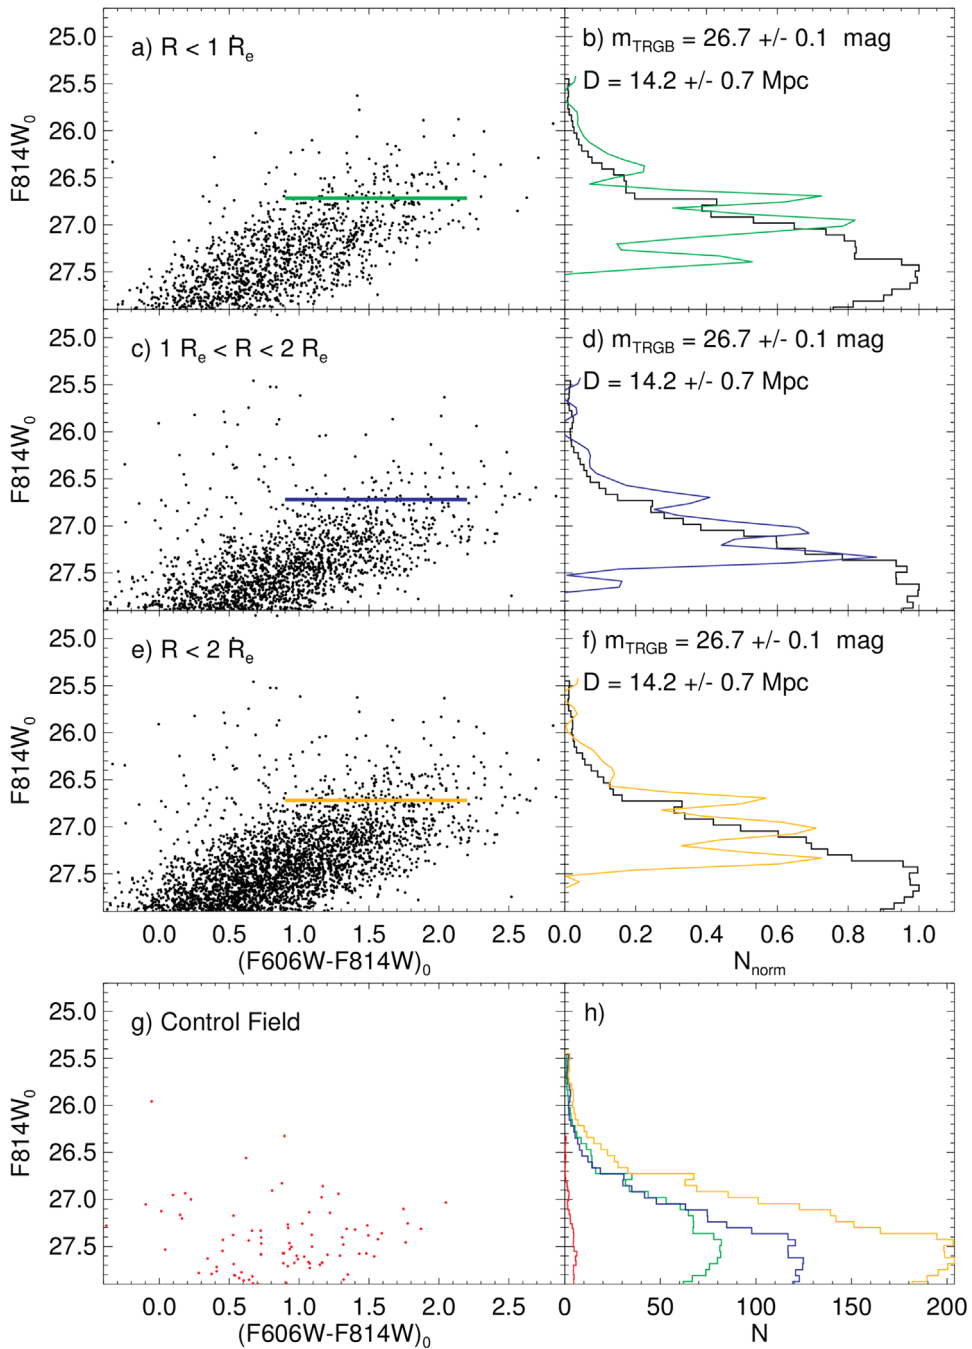 25.0
25.5
26.0
26.5
27.0
27.5
F814W0
a) R < 1 Re
b) mTRGB = 26.7 +/- 0.1 mag
D = 14.2 +/- 0.7 Mpc
25.0
25.5
26.0
26.5
27.0
27.5
F814W0
c) 1 Re < R < 2 Re
d) mTRGB = 26.7 +/- 0.1 mag
D = 14.2 +/- 0.7 Mpc
25.0
25.5
26.0
26.5
27.0
27.5
F814W0
e) R < 2 Re
f) mTRGB = 26.7 +/- 0.1 mag
D = 14.2 +/- 0.7 Mpc
0.0 0.5 1.0 1.5 2.0 2.5
(F606W-F814W)0
0.0 0.2 0.4 0.6 0.8 1.0
Nnorm
25.0
25.5
26.0
26.5
27.0
27.5
F814W0
g) Control Field
h)
0.0 0.5 1.0 1.5 2.0 2.5
(F606W-F814W)0
0 50 100 150 200
N